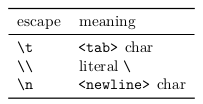 escape meaning
\t <tab> char
\\ literal \
\n <newline> char